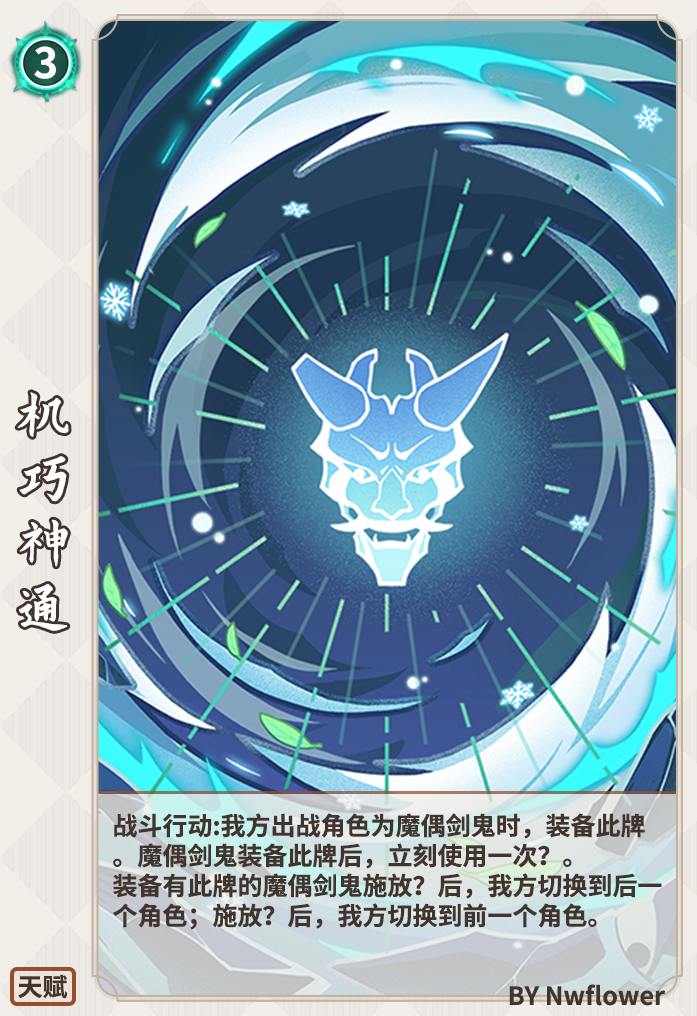 3
机巧神通
战斗行动:我方出战角色为魔偶剑鬼时，装备此牌
。魔偶剑鬼装备此牌后，立刻使用一次？。
装备有此牌的魔偶剑鬼施放？后，我方切换到后一
个角色；施放？后，我方切换到前一个角色。
天赋
BY Nwflower